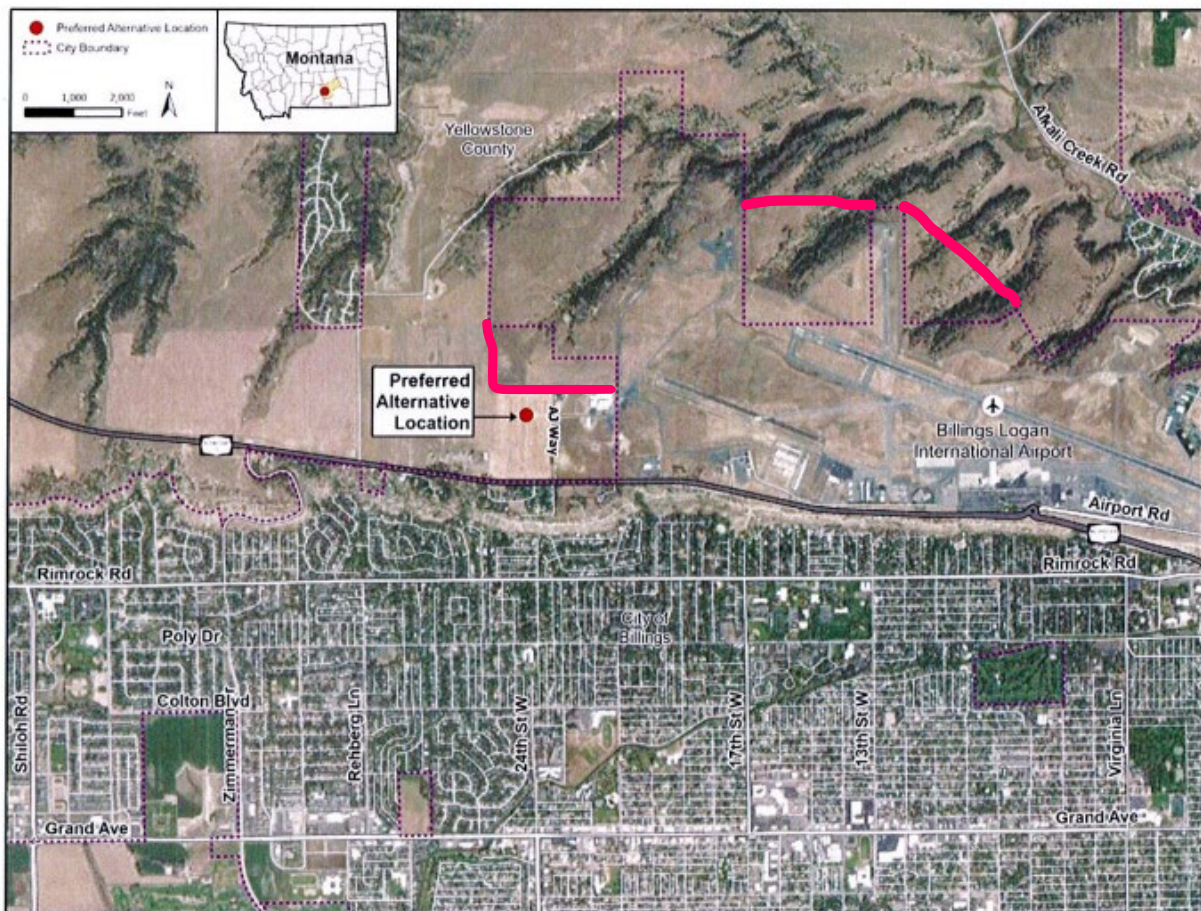 Preferred Alternative Location
City Boundary
N
0 1,000 2,000
Feet
Montana
Yellowstone
County
Alkali Creek Rd
Preferred
Alternative
Location
AJ Way
Billings Logan
International Airport
Airport Rd
Rimrock Rd
Rimrock Rd
City of
Billings
Poly Dr
Colton Blvd
Shiloh Rd
Zimmerman Tr
Rehberg Ln
24th St W
17th St W
13th St W
Virginia Ln
Grand Ave
Grand Ave